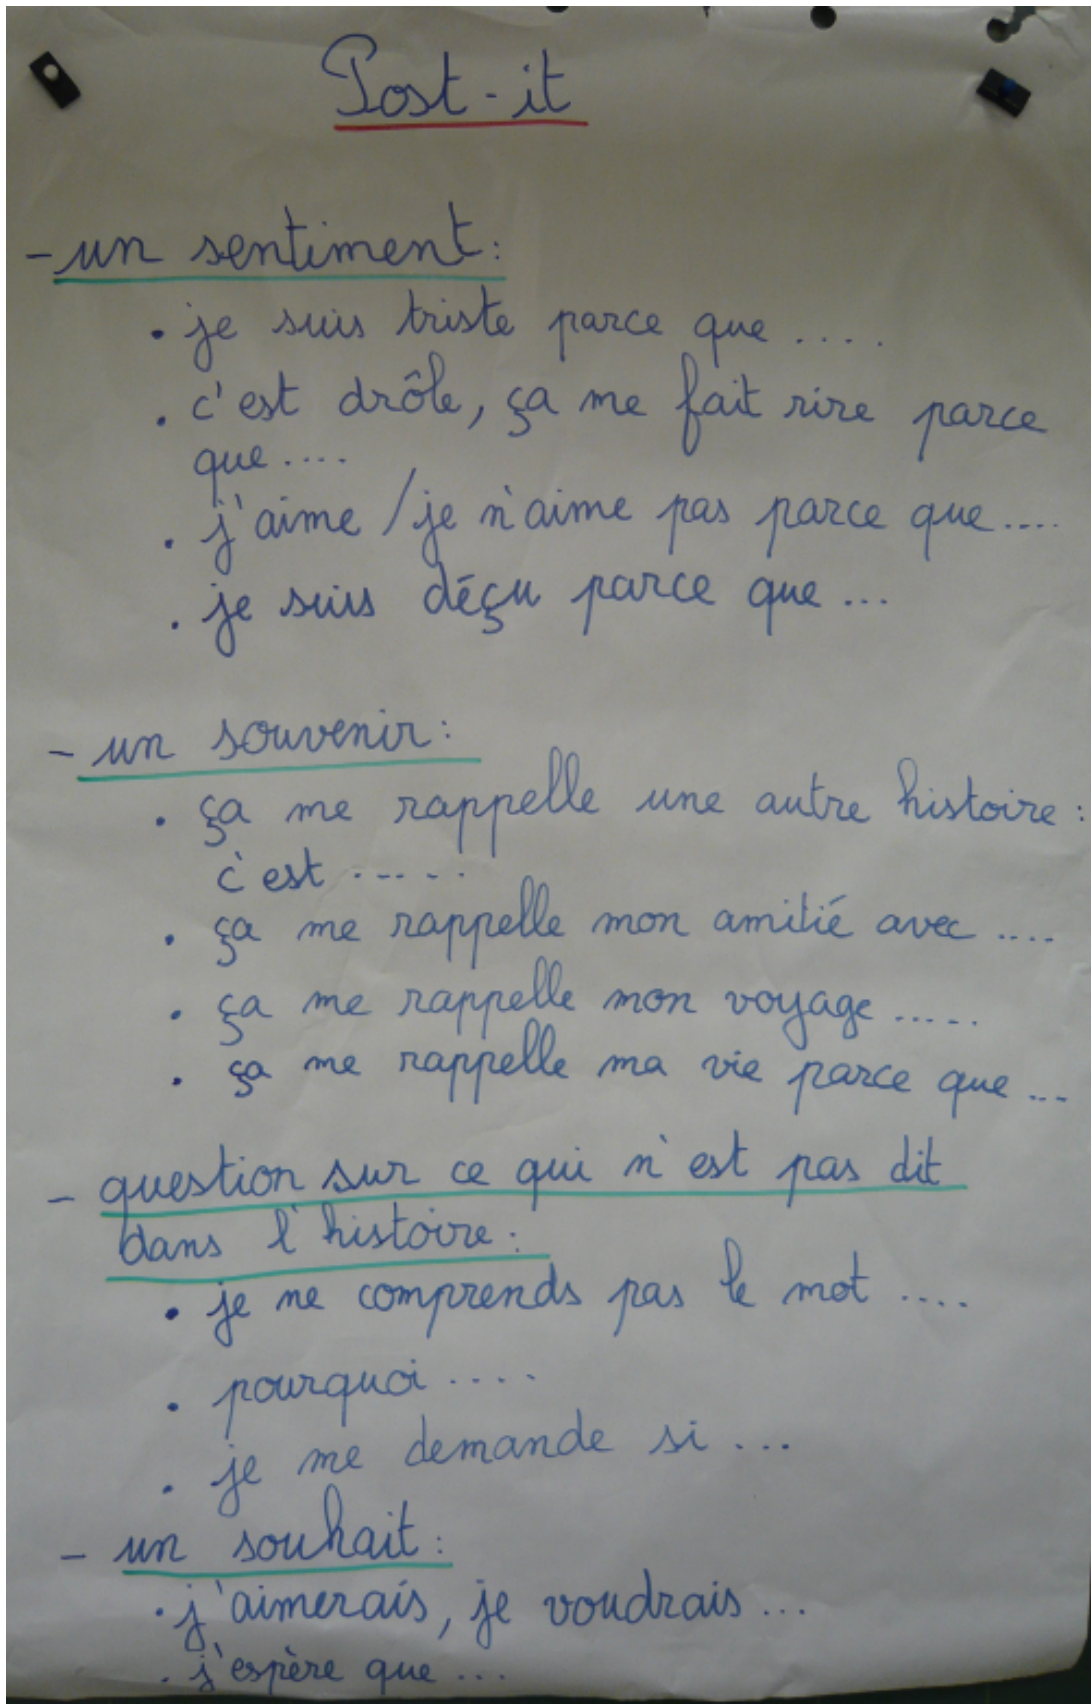 Post-it
- un sentiment:
. je suis triste parce que ....
. c'est drôle, ça me fait rire parce
que ....
. j'aime / je n'aime pas parce que ....
. je suis déçu parce que ...
- un souvenir:
. ça me rappelle une autre histoire:
c'est .....
. ça me rappelle mon amitié avec ....
. ça me rappelle mon voyage .....
. ça me rappelle ma vie parce que ...
- question sur ce qui n'est pas dit
dans l'histoire:
. je ne comprends pas le mot ....
. pourquoi ....
. je me demande si ...
- un souhait:
. j'aimerais, je voudrais ...
. j'espère que ...